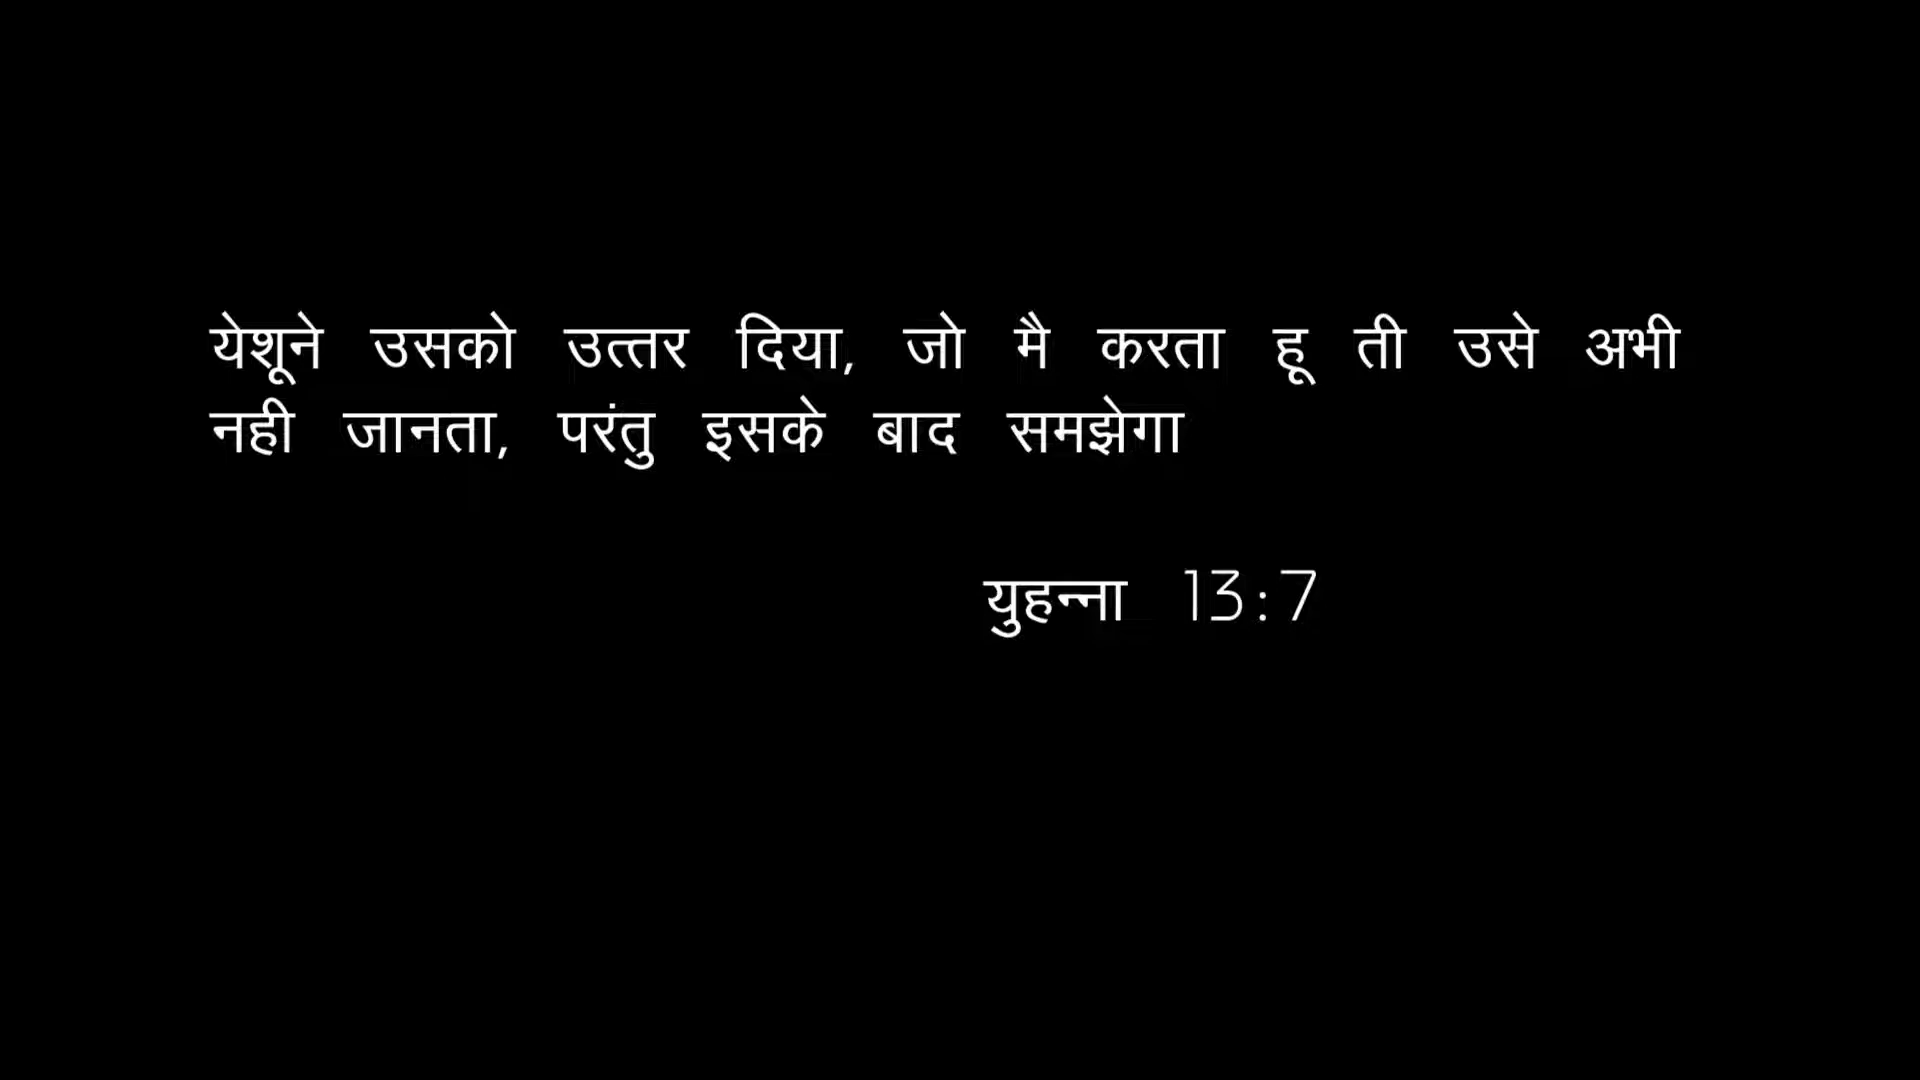 येशूने उसको उत्तर दिया, जो मै करता हू ती उसे अभी
नही जानता, परंतु इसके बाद समझेगा
युहन्ना 13:7